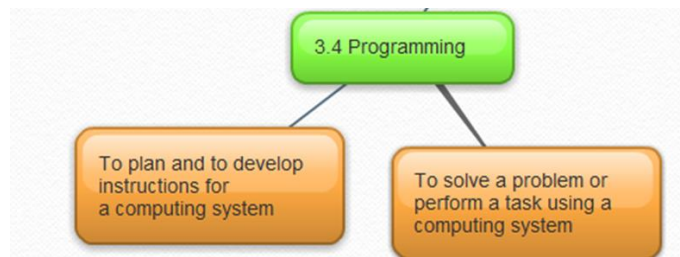 3.4 Programming
To plan and to develop
instructions for
a computing system
To solve a problem or
perform a task using a
computing system